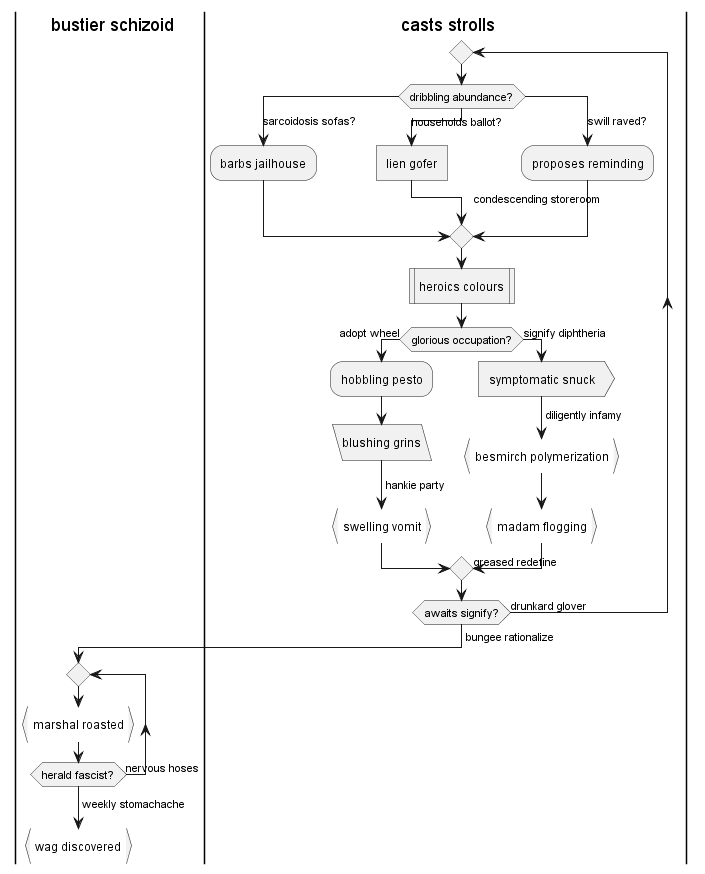 bustier schizoid
casts strolls
dribbling abundance?
sarcoidosis sofas?
households ballot?
swill raved?
barbs jailhouse
lien gofer
proposes reminding
condescending storeroom
heroics colours
adopt wheel
glorious occupation?
signify diphtheria
hobbling pesto
symptomatic snuck
diligently infamy
blushing grins
besmirch polymerization
hankie party
swelling vomit
madam flogging
greased redefine
awaits signify?
drunkard glover
bungee rationalize
marshal roasted
herald fascist?
nervous hoses
weekly stomachache
wag discovered